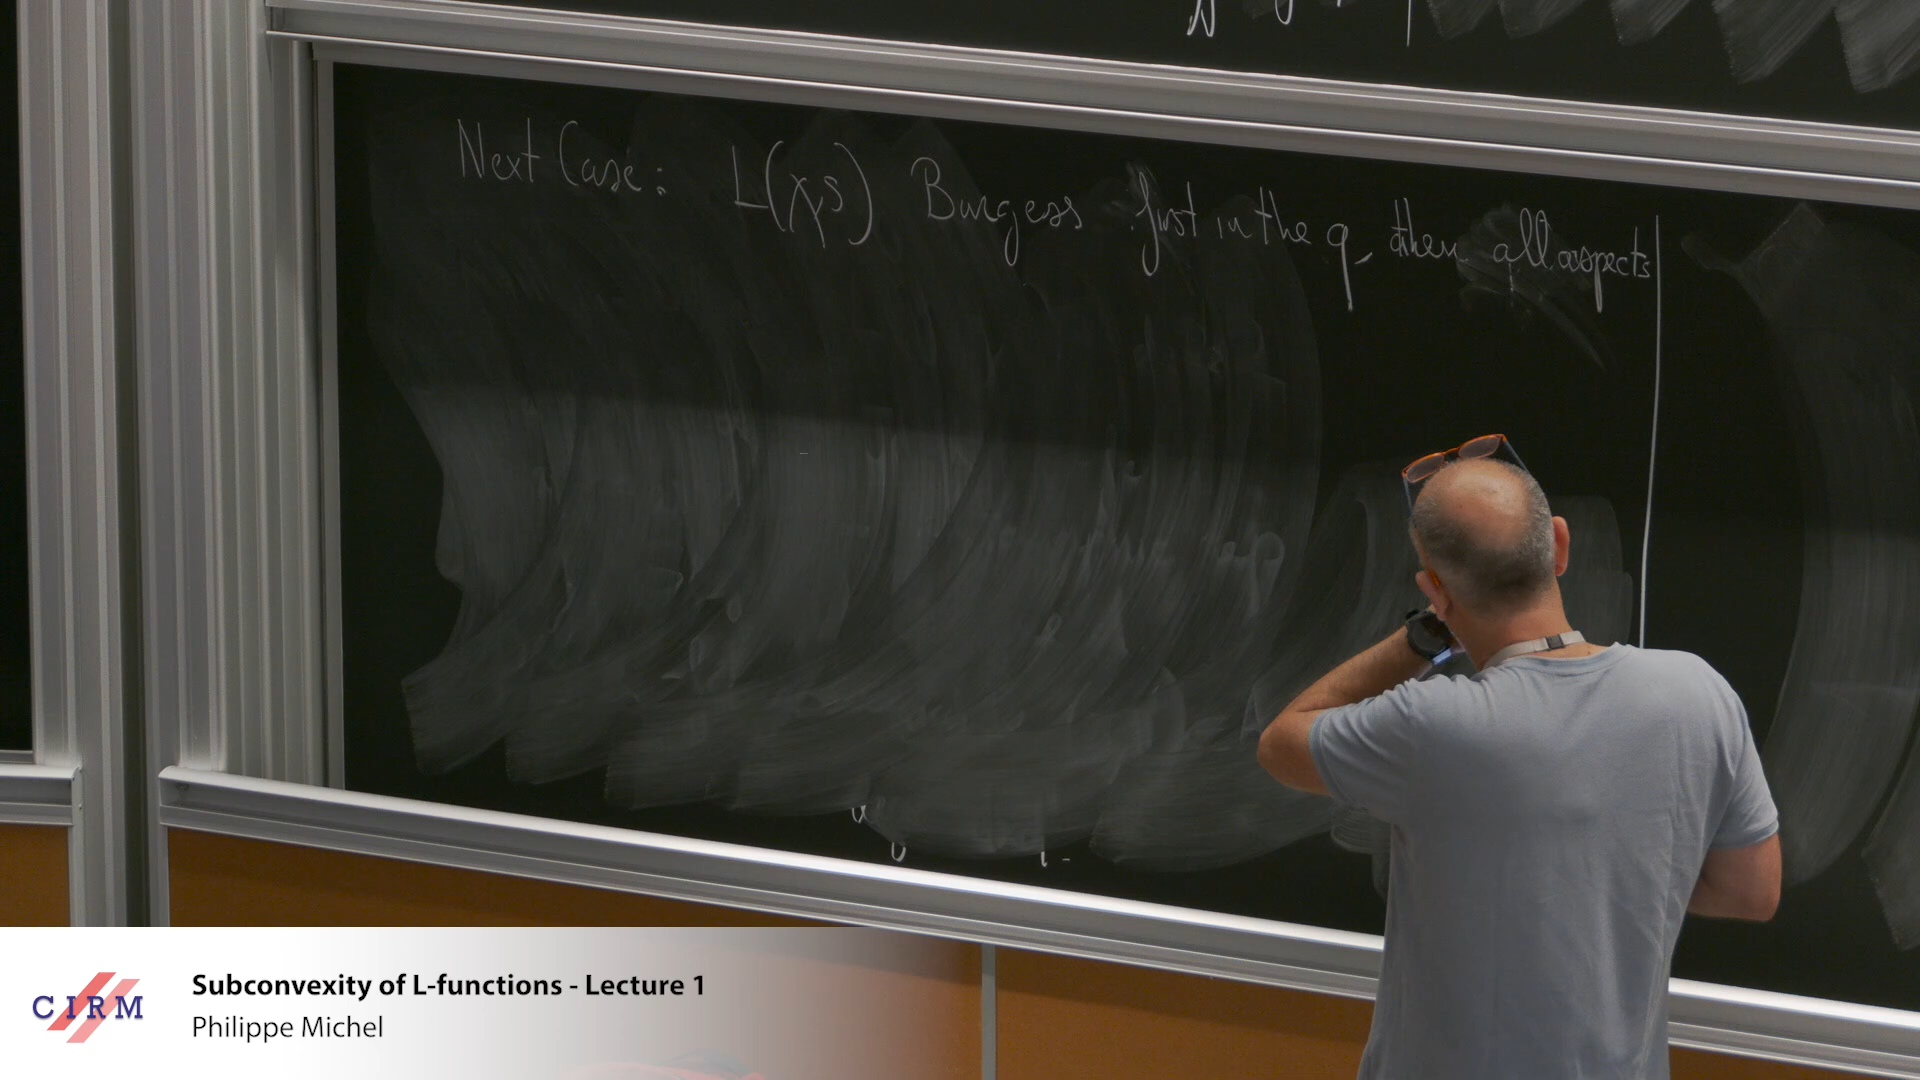 Next Case: L(χ,s) Burgess first in the q, then all aspects
CIRM
Subconvexity of L-functions - Lecture 1
Philippe Michel